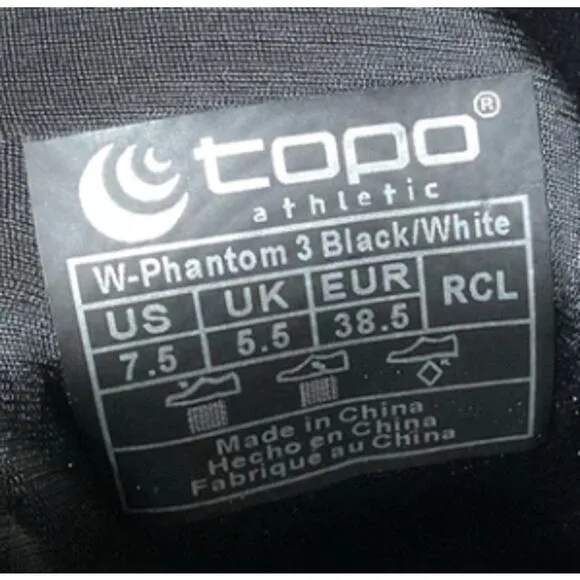 topo®
athletic
W-Phantom 3 Black/White
US UK EUR RCL
7.5 5.5 38.5
Made in China
Hecho en China
Fabrique au China